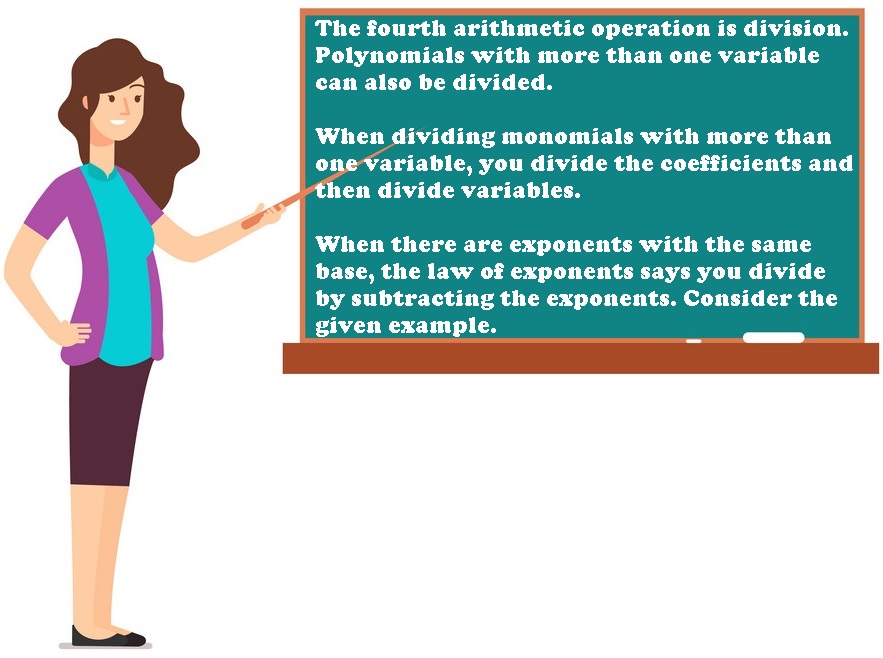 The fourth arithmetic operation is division.
Polynomials with more than one variable
can also be divided.
When dividing monomials with more than
one variable, you divide the coefficients and
then divide variables.
When there are exponents with the same
base, the law of exponents says you divide
by subtracting the exponents. Consider the
given example.